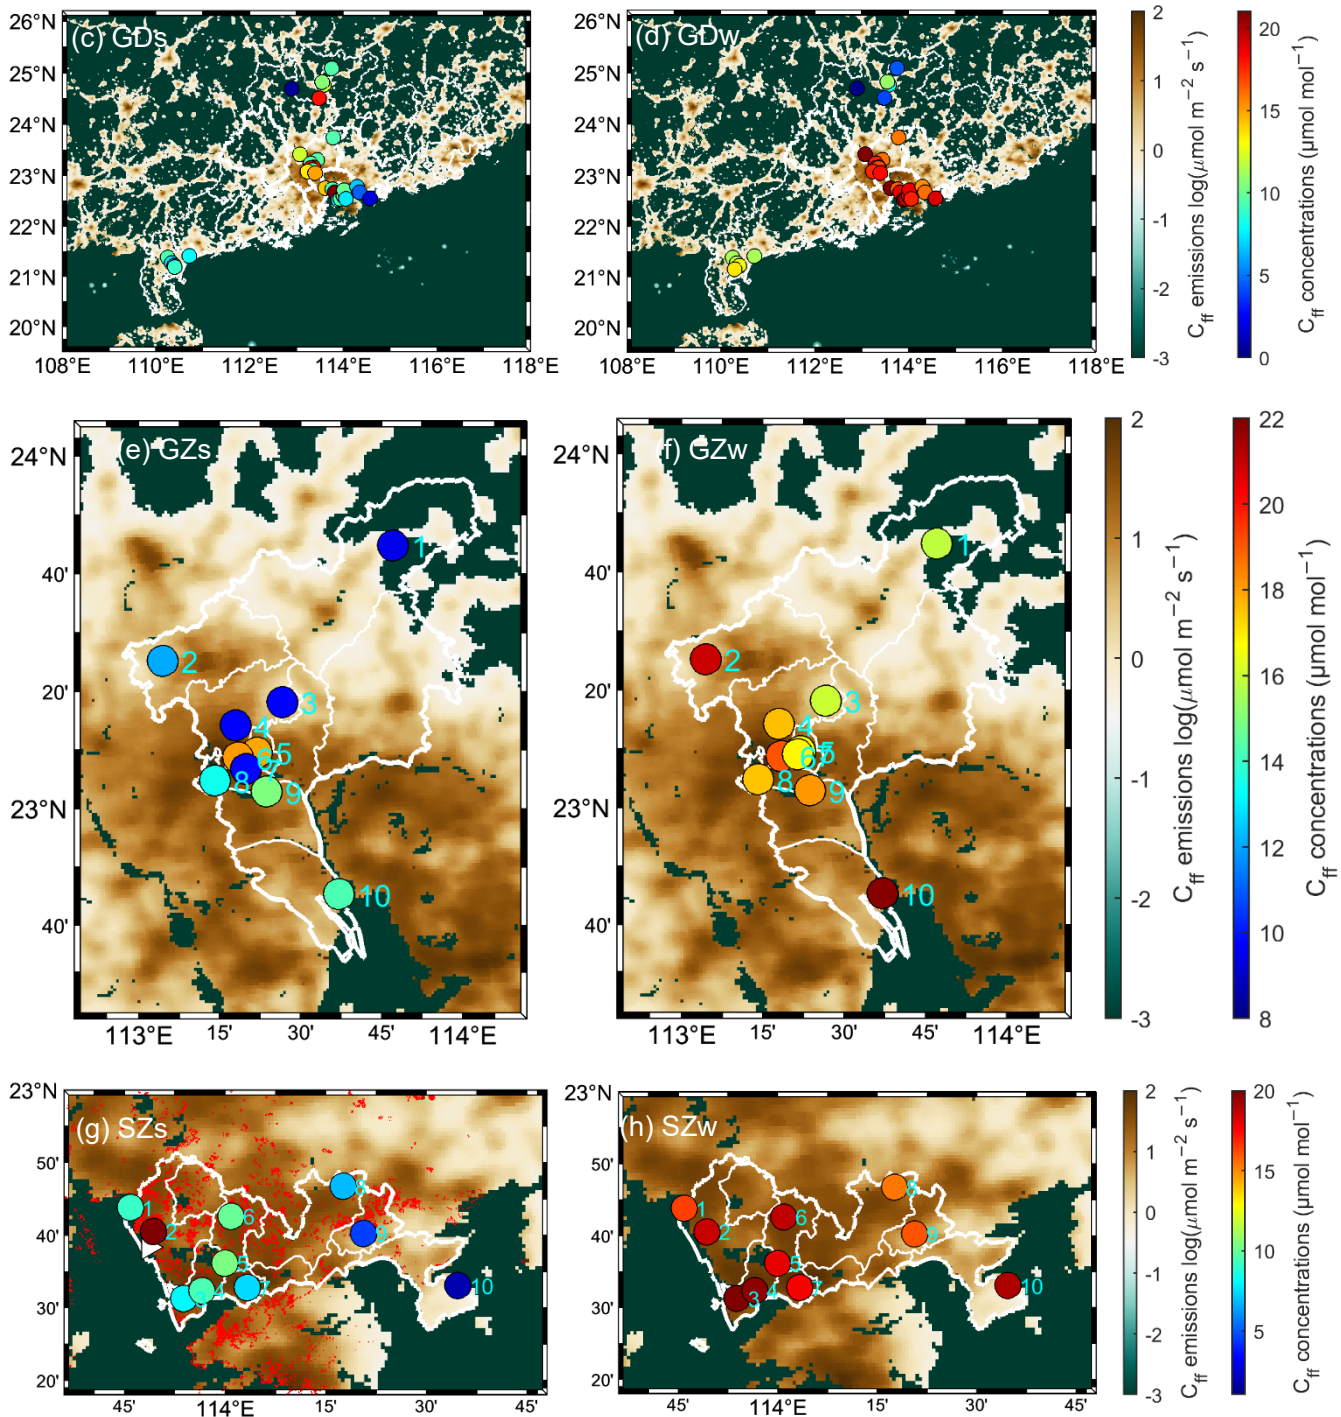 (c) GDs
26°N
25°N
24°N
23°N
22°N
21°N
20°N
108°E 110°E 112°E 114°E 116°E 118°E
(d) GDw
26°N
25°N
24°N
23°N
22°N
21°N
20°N
108°E 110°E 112°E 114°E 116°E 118°E
2
1
0
-1
-2
-3
C_ff emissions log(μmol m⁻² s⁻¹)
20
15
10
5
0
C_ff concentrations (μmol mol⁻¹)
(e) GZs
24°N
40'
20'
23°N
40'
1
2
3
4
5
6
7
8
9
10
113°E 15' 30' 45' 114°E
(f) GZw
24°N
40'
20'
23°N
40'
1
2
3
4
5
6
7
8
9
10
113°E 15' 30' 45' 114°E
2
1
0
-1
-2
-3
C_ff emissions log(μmol m⁻² s⁻¹)
22
20
18
16
14
12
10
8
C_ff concentrations (μmol mol⁻¹)
(g) SZs
23°N
50'
40'
30'
20'
1
2
3
4
5
6
7
8
9
10
45' 114°E 15' 30' 45'
(h) SZw
23°N
50'
40'
30'
20'
1
2
3
4
5
6
7
8
9
10
45' 114°E 15' 30' 45'
2
1
0
-1
-2
-3
C_ff emissions log(μmol m⁻² s⁻¹)
20
15
10
5
C_ff concentrations (μmol mol⁻¹)